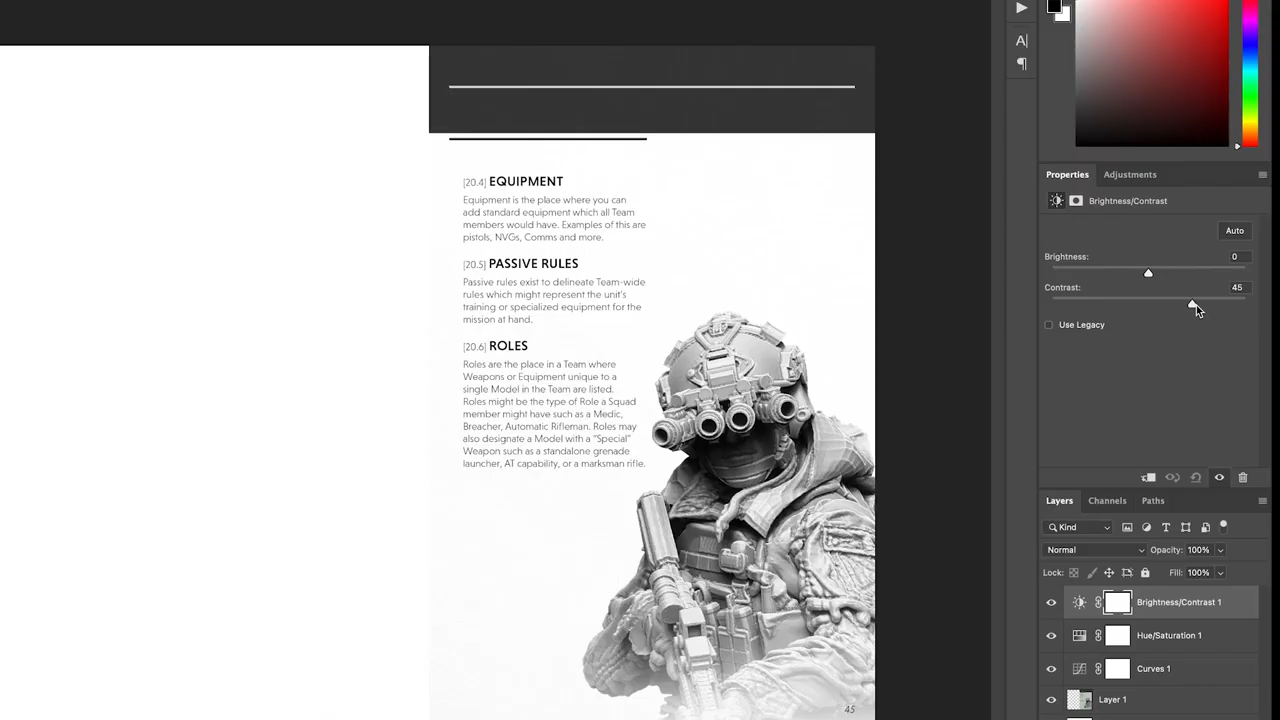 [20.4] EQUIPMENT
Equipment is the place where you can
add standard equipment which all Team
members would have. Examples of this are
pistols, NVGs, Comms and more.
[20.5] PASSIVE RULES
Passive rules exist to delineate Team-wide
rules which might represent the unit's
training or specialized equipment for the
mission at hand.
[20.6] ROLES
Roles are the place in a Team where
Weapons or Equipment unique to a
single Model in the Team are listed.
Roles might be the type of Role a Squad
member might have such as a Medic,
Breacher, Automatic Rifleman. Roles may
also designate a Model with a "Special"
Weapon such as a standalone grenade
launcher, AT capability, or a marksman rifle.
45
A|
¶
Properties
Adjustments
Brightness/Contrast
Auto
Brightness: 0
Contrast: 45
Use Legacy
Layers
Channels
Paths
Kind
T
Normal
Opacity: 100%
Lock:
Fill: 100%
Brightness/Contrast 1
Hue/Saturation 1
Curves 1
Layer 1